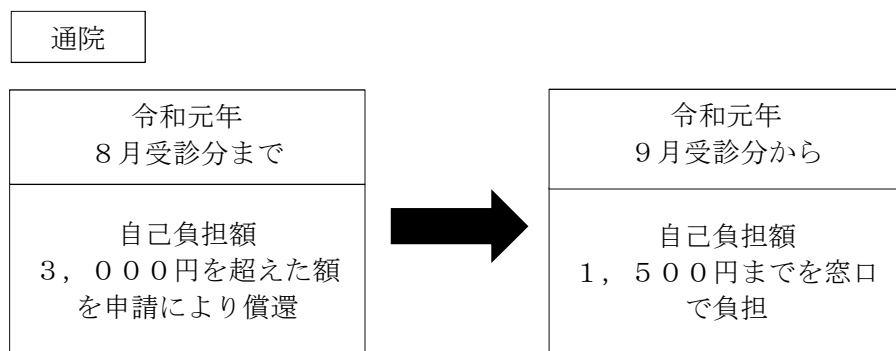 通院
令和元年
８月受診分まで
自己負担額
３，０００円を超えた額
を申請により償還
令和元年
９月受診分から
自己負担額
１，５００円までを窓口
で負担